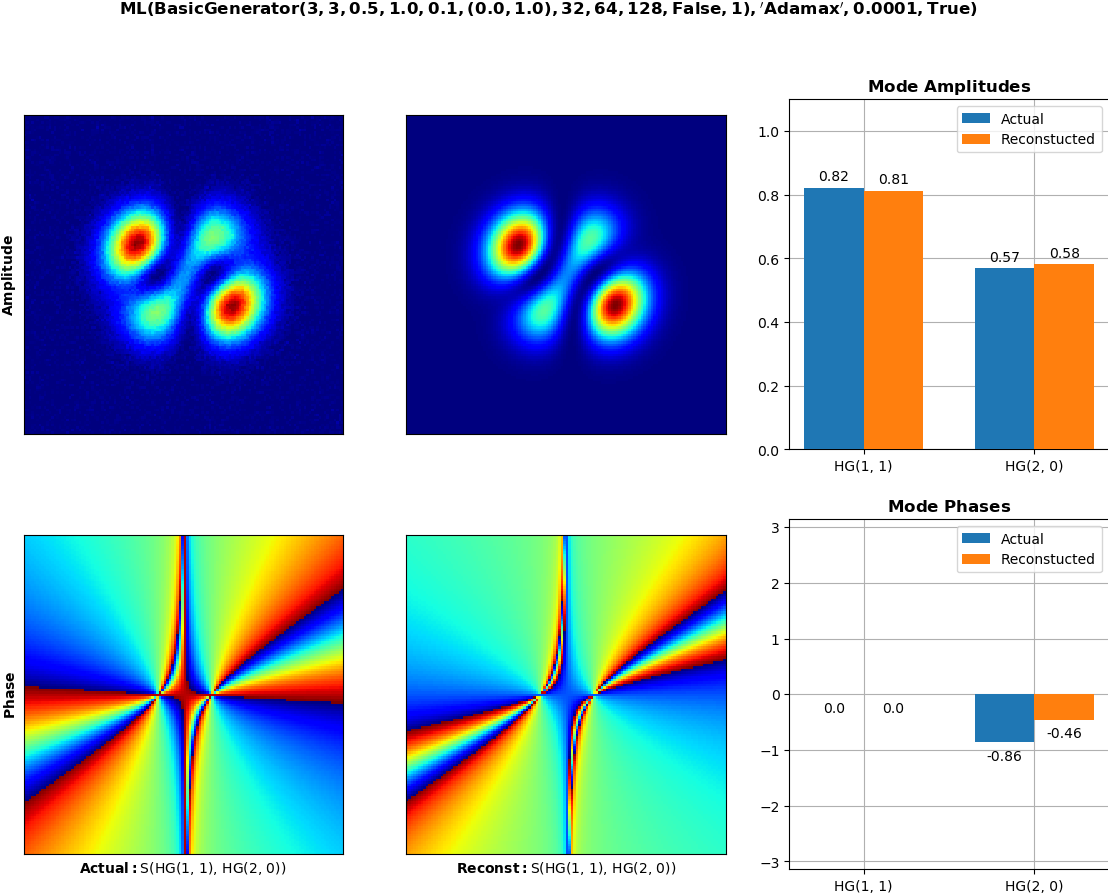 ML(BasicGenerator(3, 3, 0.5, 1.0, 0.1, (0.0, 1.0), 32, 64, 128, False, 1), ′Adamax′, 0.0001, True)
Amplitude
Mode Amplitudes
Actual
Reconstucted
1.0
0.8
0.6
0.4
0.2
0.0
0.82
0.81
0.57
0.58
HG(1, 1)
HG(2, 0)
Phase
Actual: S(HG(1, 1), HG(2, 0))
Reconst: S(HG(1, 1), HG(2, 0))
Mode Phases
Actual
Reconstucted
3
2
1
0
−1
−2
−3
0.0
0.0
-0.86
-0.46
HG(1, 1)
HG(2, 0)